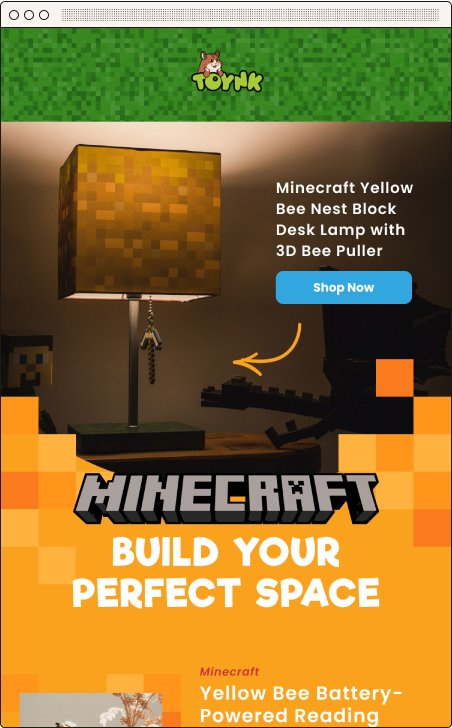 TOYNK
Minecraft Yellow
Bee Nest Block
Desk Lamp with
3D Bee Puller
Shop Now
MINECRAFT
BUILD YOUR
PERFECT SPACE
Minecraft
Yellow Bee Battery-
Powered Reading